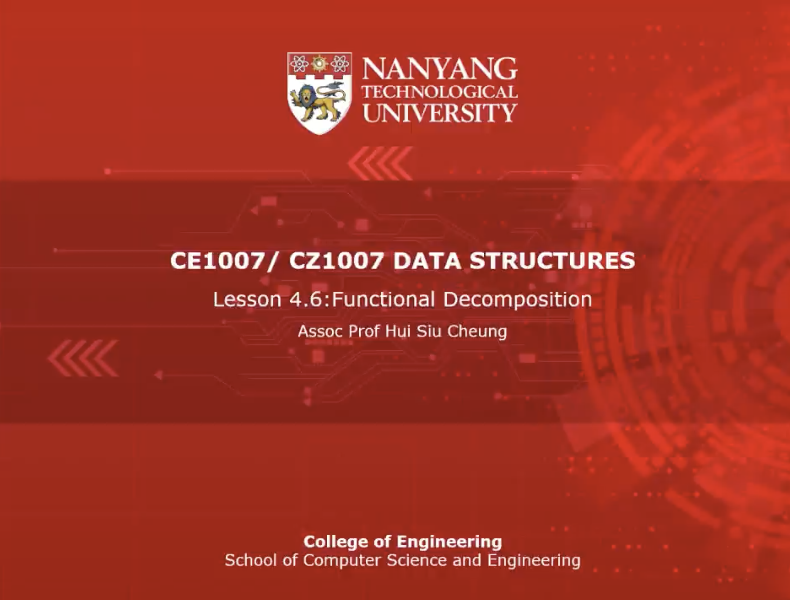 NANYANG
TECHNOLOGICAL
UNIVERSITY
CE1007/ CZ1007 DATA STRUCTURES
Lesson 4.6:Functional Decomposition
Assoc Prof Hui Siu Cheung
College of Engineering
School of Computer Science and Engineering